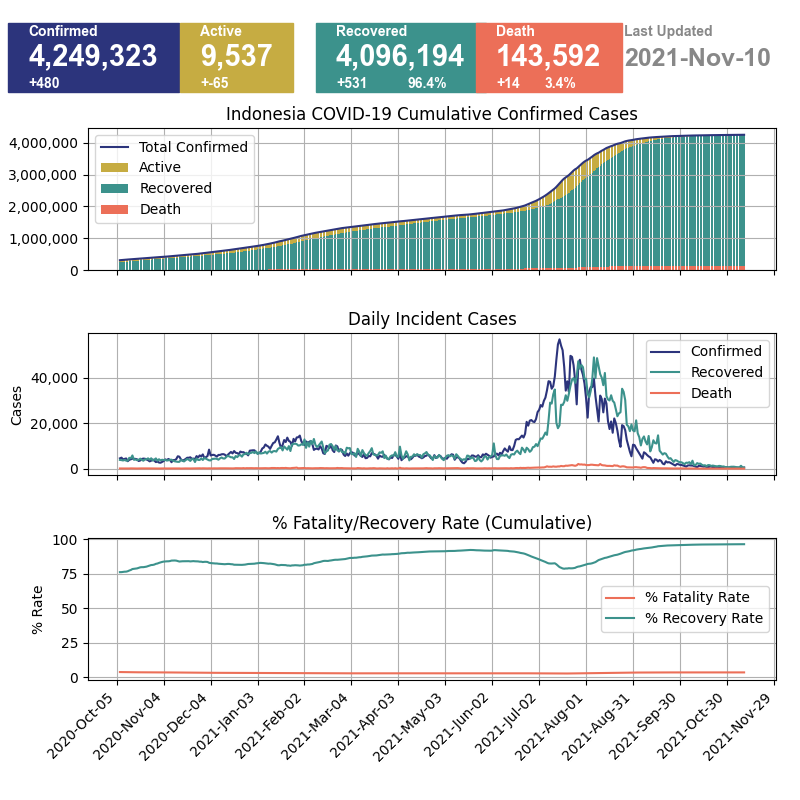 Confirmed
4,249,323
+480
Active
9,537
+-65
Recovered
4,096,194
+531 96.4%
Death
143,592
+14 3.4%
Last Updated
2021-Nov-10
Indonesia COVID-19 Cumulative Confirmed Cases
4,000,000
3,000,000
2,000,000
1,000,000
0
Total Confirmed
Active
Recovered
Death
Daily Incident Cases
Cases
40,000
20,000
0
Confirmed
Recovered
Death
% Fatality/Recovery Rate (Cumulative)
% Rate
100
75
50
25
0
% Fatality Rate
% Recovery Rate
2020-Oct-05
2020-Nov-04
2020-Dec-04
2021-Jan-03
2021-Feb-02
2021-Mar-04
2021-Apr-03
2021-May-03
2021-Jun-02
2021-Jul-02
2021-Aug-01
2021-Aug-31
2021-Sep-30
2021-Oct-30
2021-Nov-29